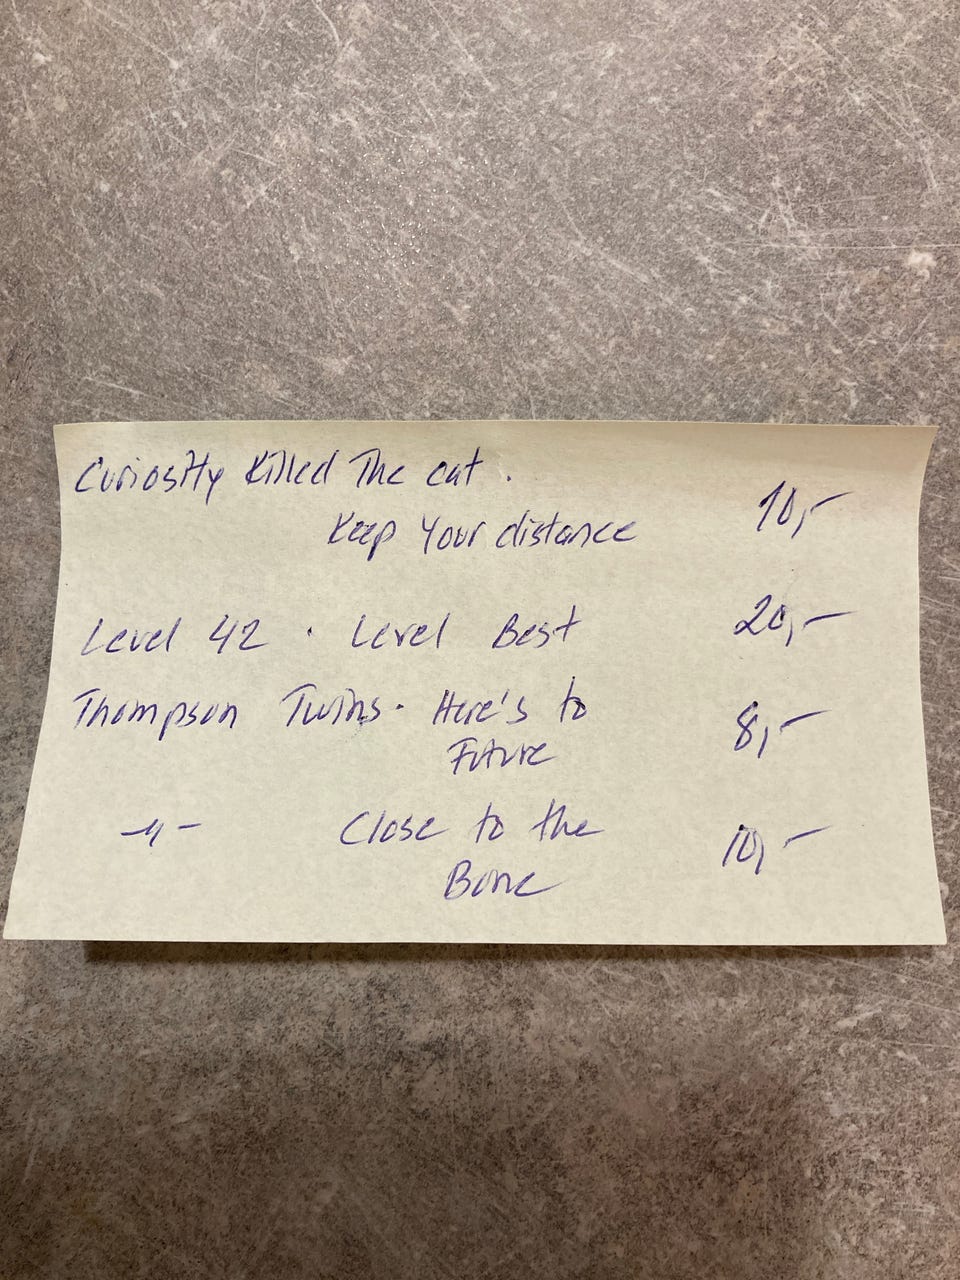 Curiosity Killed The cat .
Keep Your distance 10,-
Level 42 . Level Best 20,-
Thompson Twins. Here's to
Future 8,-
-〃- Close to the
Bone 10,-